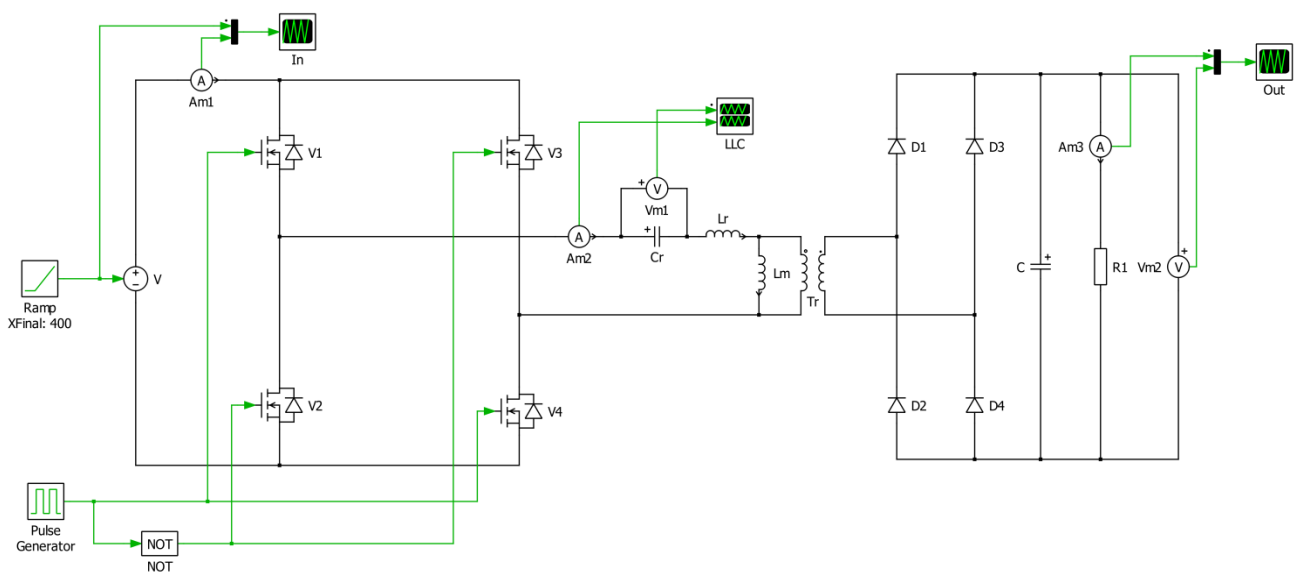 In
A
Am1
V1
V3
LLC
V
Vm1
A
Am2
Cr
Lr
Lm
Tr
D1
D3
Am3
A
Out
V
Ramp
XFinal: 400
C
R1
Vm2
V
V2
V4
D2
D4
Pulse
Generator
NOT
NOT